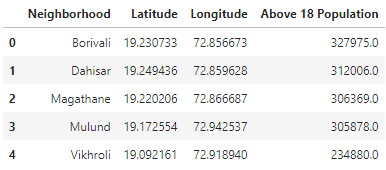 Neighborhood Latitude Longitude Above 18 Population
0 Borivali 19.230733 72.856673 327975.0
1 Dahisar 19.249436 72.859628 312006.0
2 Magathane 19.220206 72.866687 306369.0
3 Mulund 19.172554 72.942537 305878.0
4 Vikhroli 19.092161 72.918940 234880.0